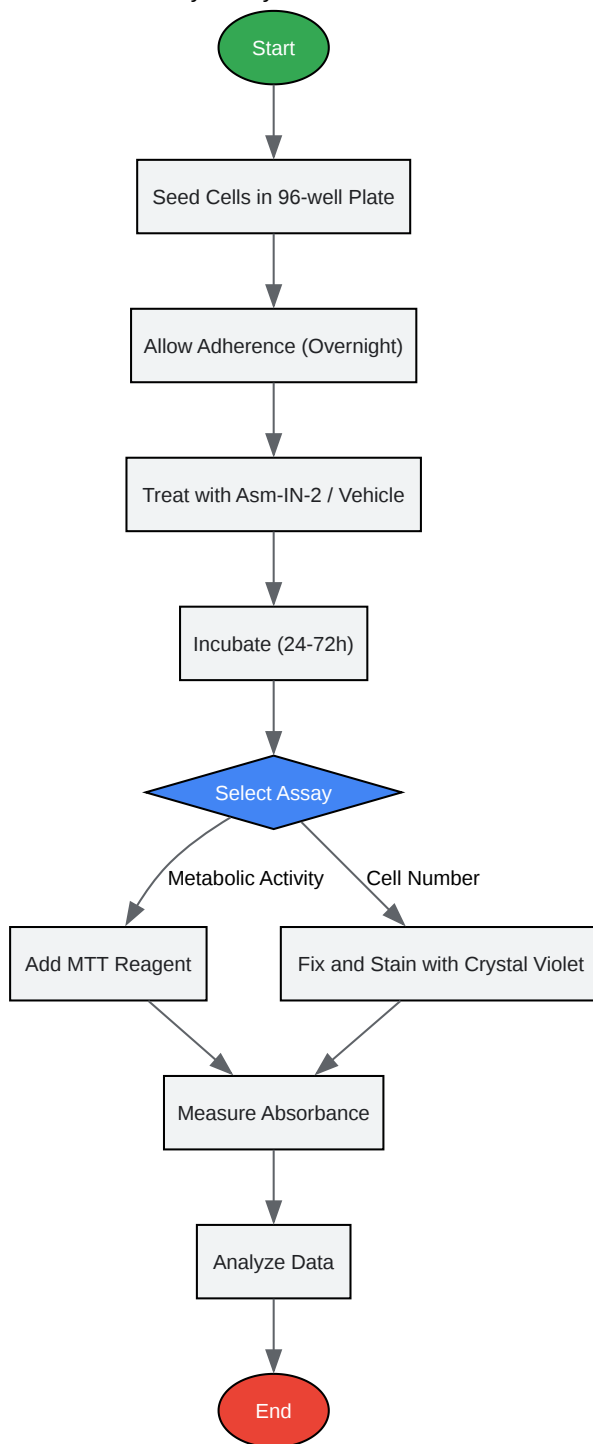 Start
Seed Cells in 96-well Plate
Allow Adherence (Overnight)
Treat with Asm-IN-2 / Vehicle
Incubate (24-72h)
Select Assay
Metabolic Activity
Cell Number
Add MTT Reagent
Fix and Stain with Crystal Violet
Measure Absorbance
Analyze Data
End